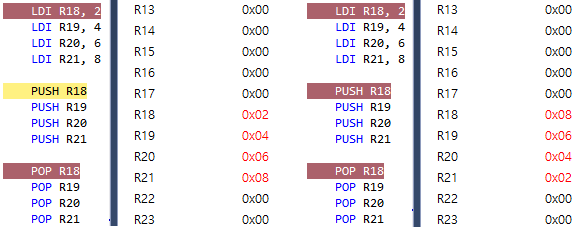 LDI R18, 2
LDI R19, 4
LDI R20, 6
LDI R21, 8
PUSH R18
PUSH R19
PUSH R20
PUSH R21
POP R18
POP R19
POP R20
POP R21
R13 0x00
R14 0x00
R15 0x00
R16 0x00
R17 0x00
R18 0x02
R19 0x04
R20 0x06
R21 0x08
R22 0x00
R23 0x00
LDI R18, 2
LDI R19, 4
LDI R20, 6
LDI R21, 8
PUSH R18
PUSH R19
PUSH R20
PUSH R21
POP R18
POP R19
POP R20
POP R21
R13 0x00
R14 0x00
R15 0x00
R16 0x00
R17 0x00
R18 0x08
R19 0x06
R20 0x04
R21 0x02
R22 0x00
R23 0x00